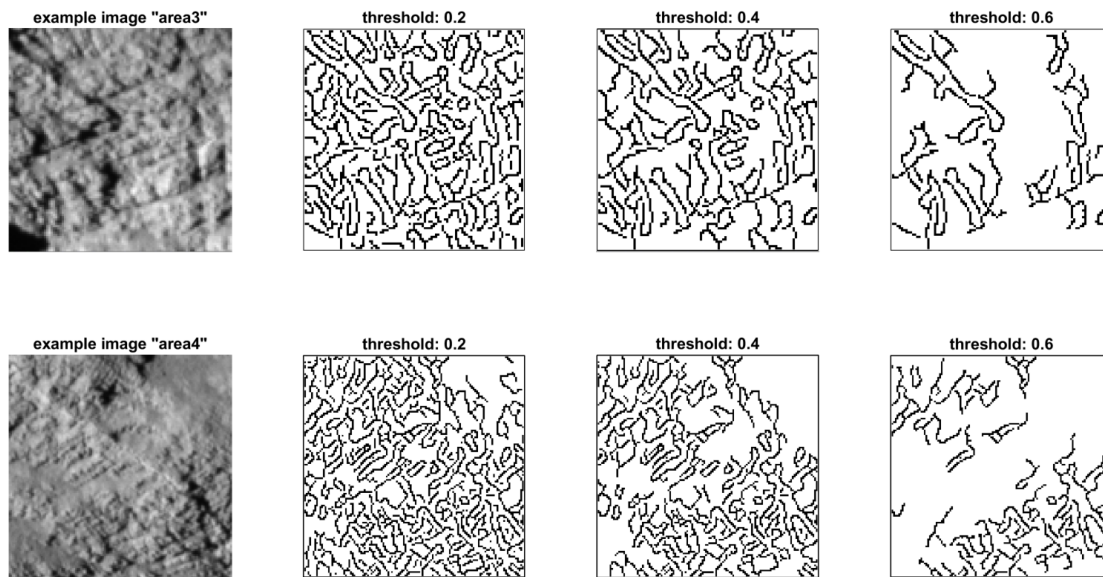 example image "area3"
threshold: 0.2
threshold: 0.4
threshold: 0.6
example image "area4"
threshold: 0.2
threshold: 0.4
threshold: 0.6